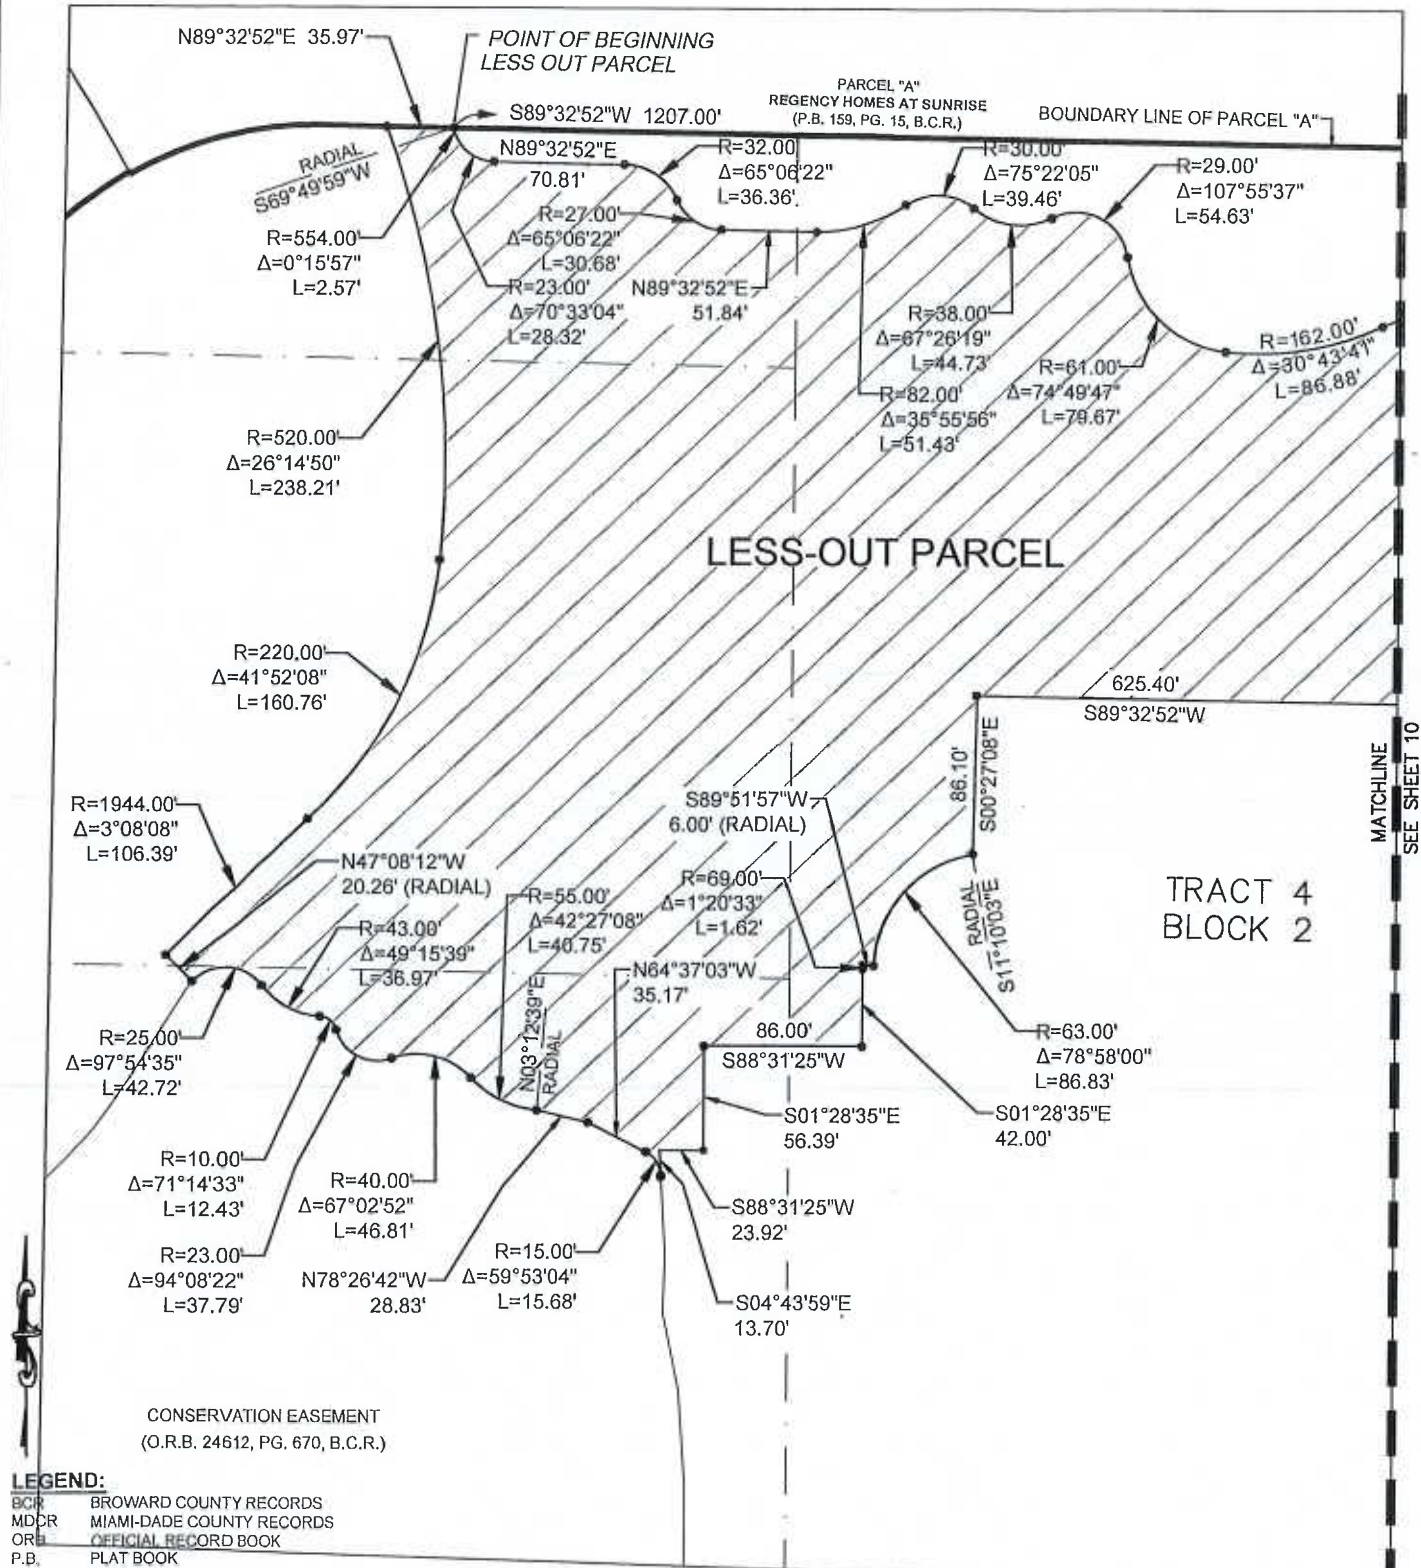 N89°32'52"E 35.97'
POINT OF BEGINNING
LESS OUT PARCEL
S89°32'52"W 1207.00'
PARCEL "A"
REGENCY HOMES AT SUNRISE
(P.B. 159, PG. 15, B.C.R.)
BOUNDARY LINE OF PARCEL "A"
RADIAL
S69°49'59"W
N89°32'52"E
70.81'
R=32.00'
Δ=65°06'22"
L=36.36'
R=30.00'
Δ=75°22'05"
L=39.46'
R=29.00'
Δ=107°55'37"
L=54.63'
R=554.00'
Δ=0°15'57"
L=2.57'
R=27.00'
Δ=65°06'22"
L=30.68'
R=23.00'
Δ=70°33'04"
L=28.32'
N89°32'52"E
51.84'
R=38.00'
Δ=67°26'19"
L=44.73'
R=82.00'
Δ=35°55'56"
L=51.43'
R=61.00'
Δ=74°49'47"
L=79.67'
R=162.00'
Δ=30°43'41"
L=86.88'
R=520.00'
Δ=26°14'50"
L=238.21'
LESS-OUT PARCEL
R=220.00'
Δ=41°52'08"
L=160.76'
625.40'
S89°32'52"W
86.10'
S00°27'08"E
MATCHLINE
SEE SHEET 10
R=1944.00'
Δ=3°08'08"
L=106.39'
S89°51'57"W
6.00' (RADIAL)
N47°08'12"W
20.26' (RADIAL)
R=69.00'
Δ=1°20'33"
L=1.62'
R=55.00'
Δ=42°27'08"
L=40.75'
R=43.00'
Δ=49°15'39"
L=36.97'
RADIAL
S11°10'03"E
TRACT 4
BLOCK 2
N64°37'03"W
35.17'
N03°12'39"E
RADIAL
86.00'
S88°31'25"W
R=25.00'
Δ=97°54'35"
L=42.72'
R=63.00'
Δ=78°58'00"
L=86.83'
S01°28'35"E
56.39'
S01°28'35"E
42.00'
R=10.00'
Δ=71°14'33"
L=12.43'
R=40.00'
Δ=67°02'52"
L=46.81'
S88°31'25"W
23.92'
R=23.00'
Δ=94°08'22"
L=37.79'
N78°26'42"W
28.83'
R=15.00'
Δ=59°53'04"
L=15.68'
S04°43'59"E
13.70'
CONSERVATION EASEMENT
(O.R.B. 24612, PG. 670, B.C.R.)
LEGEND:
BCR BROWARD COUNTY RECORDS
MDCR MIAMI-DADE COUNTY RECORDS
ORB OFFICIAL RECORD BOOK
P.B. PLAT BOOK